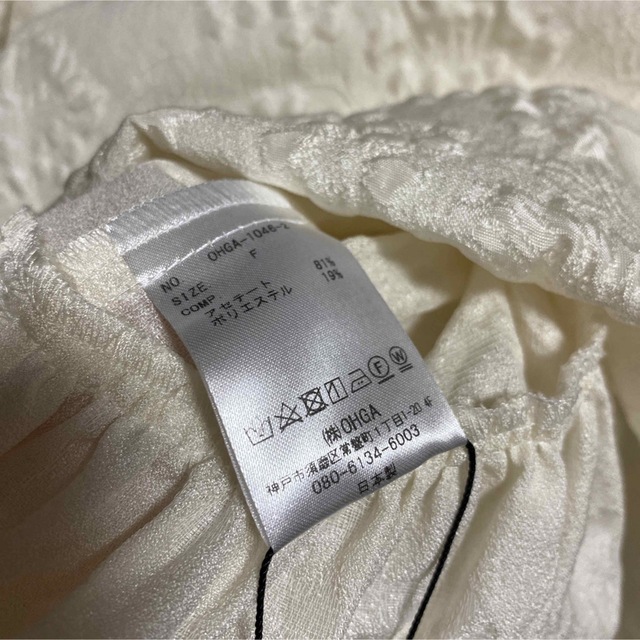 NO. OHGA-1046-2
SIZE F
COMP
アセテート 81%
ポリエステル 19%
F W
㈱OHGA
神戸市須磨区常盤町1丁目1-20 4F
080-6134-6003
日本製